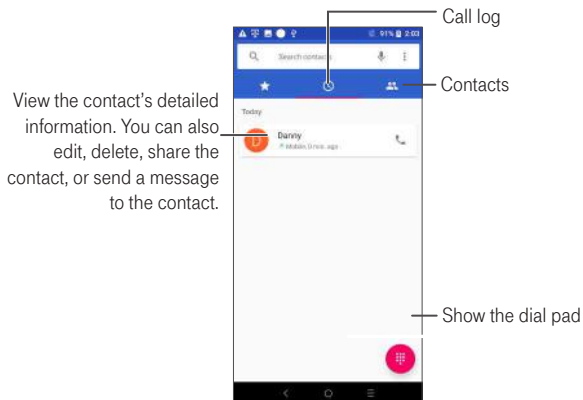 Call log
91% 2:03
Search contacts
Contacts
Today
View the contact's detailed
information. You can also
edit, delete, share the
contact, or send a message
to the contact.
D
Danny
Mobile, 0 min. ago
Show the dial pad